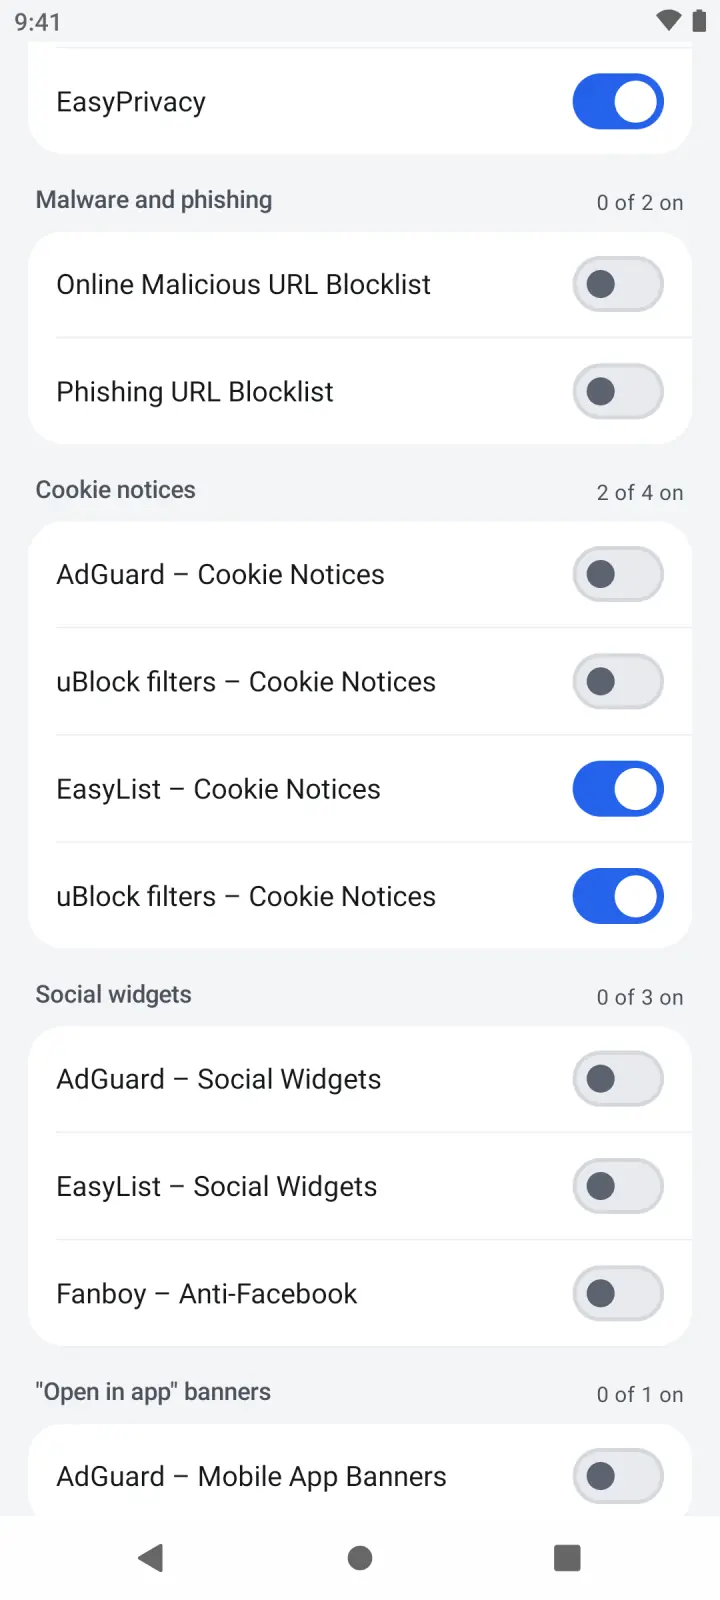 9:41
EasyPrivacy
Malware and phishing 0 of 2 on
Online Malicious URL Blocklist
Phishing URL Blocklist
Cookie notices 2 of 4 on
AdGuard – Cookie Notices
uBlock filters – Cookie Notices
EasyList – Cookie Notices
uBlock filters – Cookie Notices
Social widgets 0 of 3 on
AdGuard – Social Widgets
EasyList – Social Widgets
Fanboy – Anti-Facebook
"Open in app" banners 0 of 1 on
AdGuard – Mobile App Banners